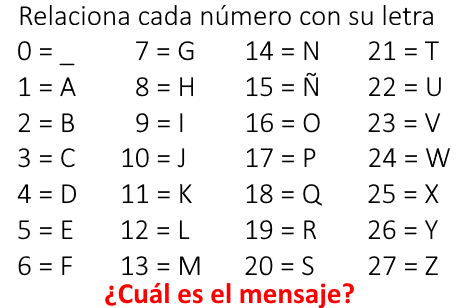 Relaciona cada número con su letra
0 = _ 7 = G 14 = N 21 = T
1 = A 8 = H 15 = Ñ 22 = U
2 = B 9 = I 16 = O 23 = V
3 = C 10 = J 17 = P 24 = W
4 = D 11 = K 18 = Q 25 = X
5 = E 12 = L 19 = R 26 = Y
6 = F 13 = M 20 = S 27 = Z
¿Cuál es el mensaje?